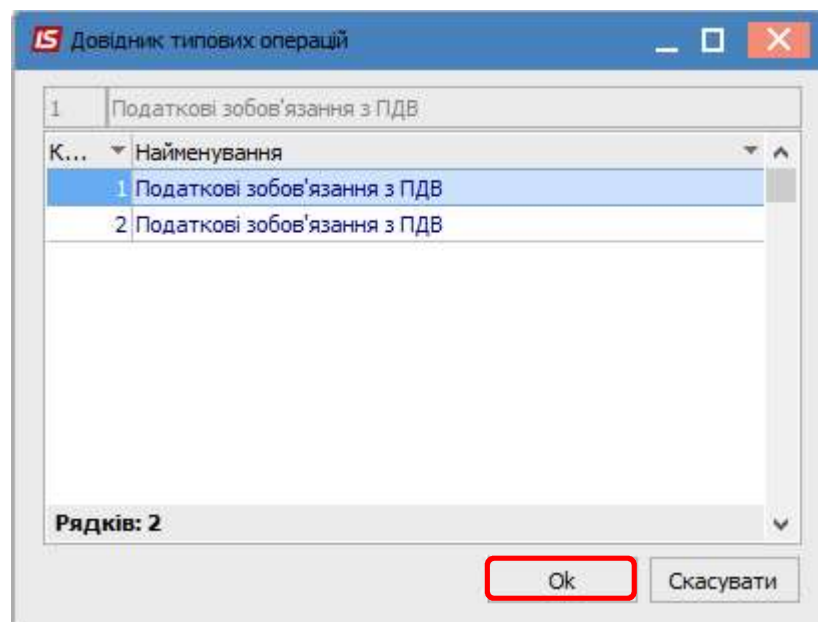 IS Довідник типових операцій
1 Податкові зобов'язання з ПДВ
К... Найменування
1 Податкові зобов'язання з ПДВ
2 Податкові зобов'язання з ПДВ
Рядків: 2
Ok Скасувати